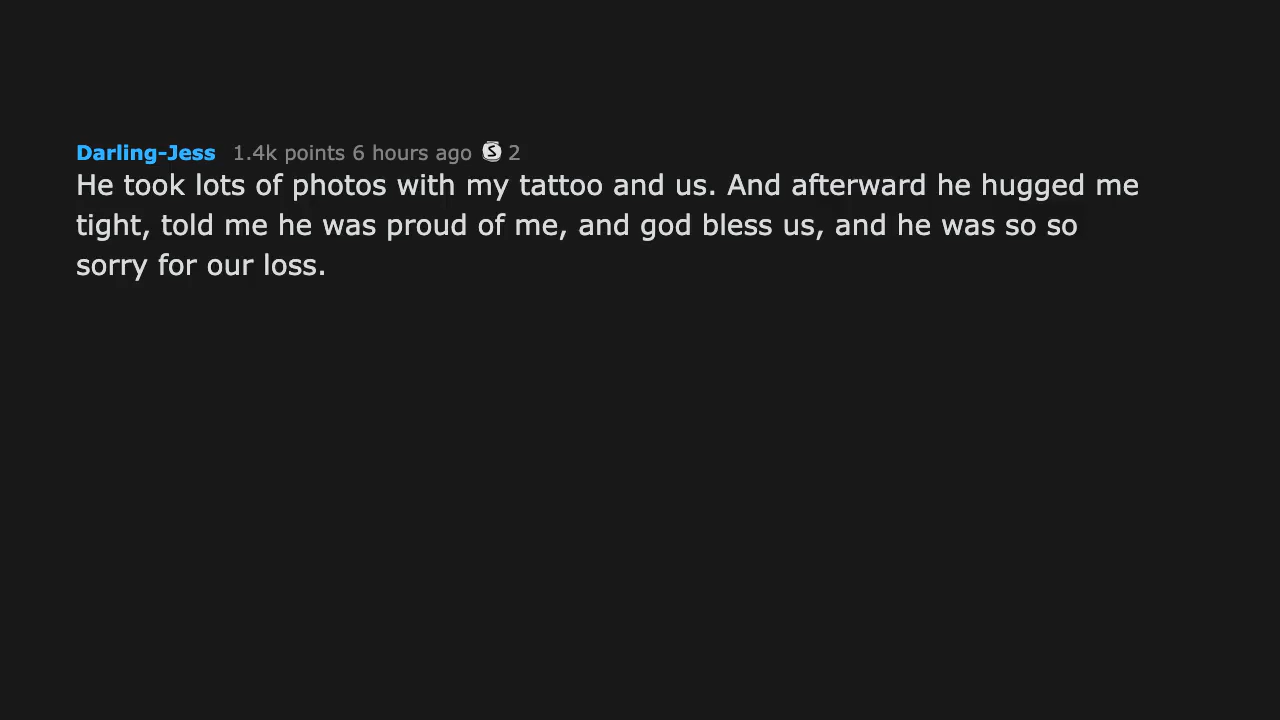 Darling-Jess 1.4k points 6 hours ago S 2
He took lots of photos with my tattoo and us. And afterward he hugged me
tight, told me he was proud of me, and god bless us, and he was so so
sorry for our loss.